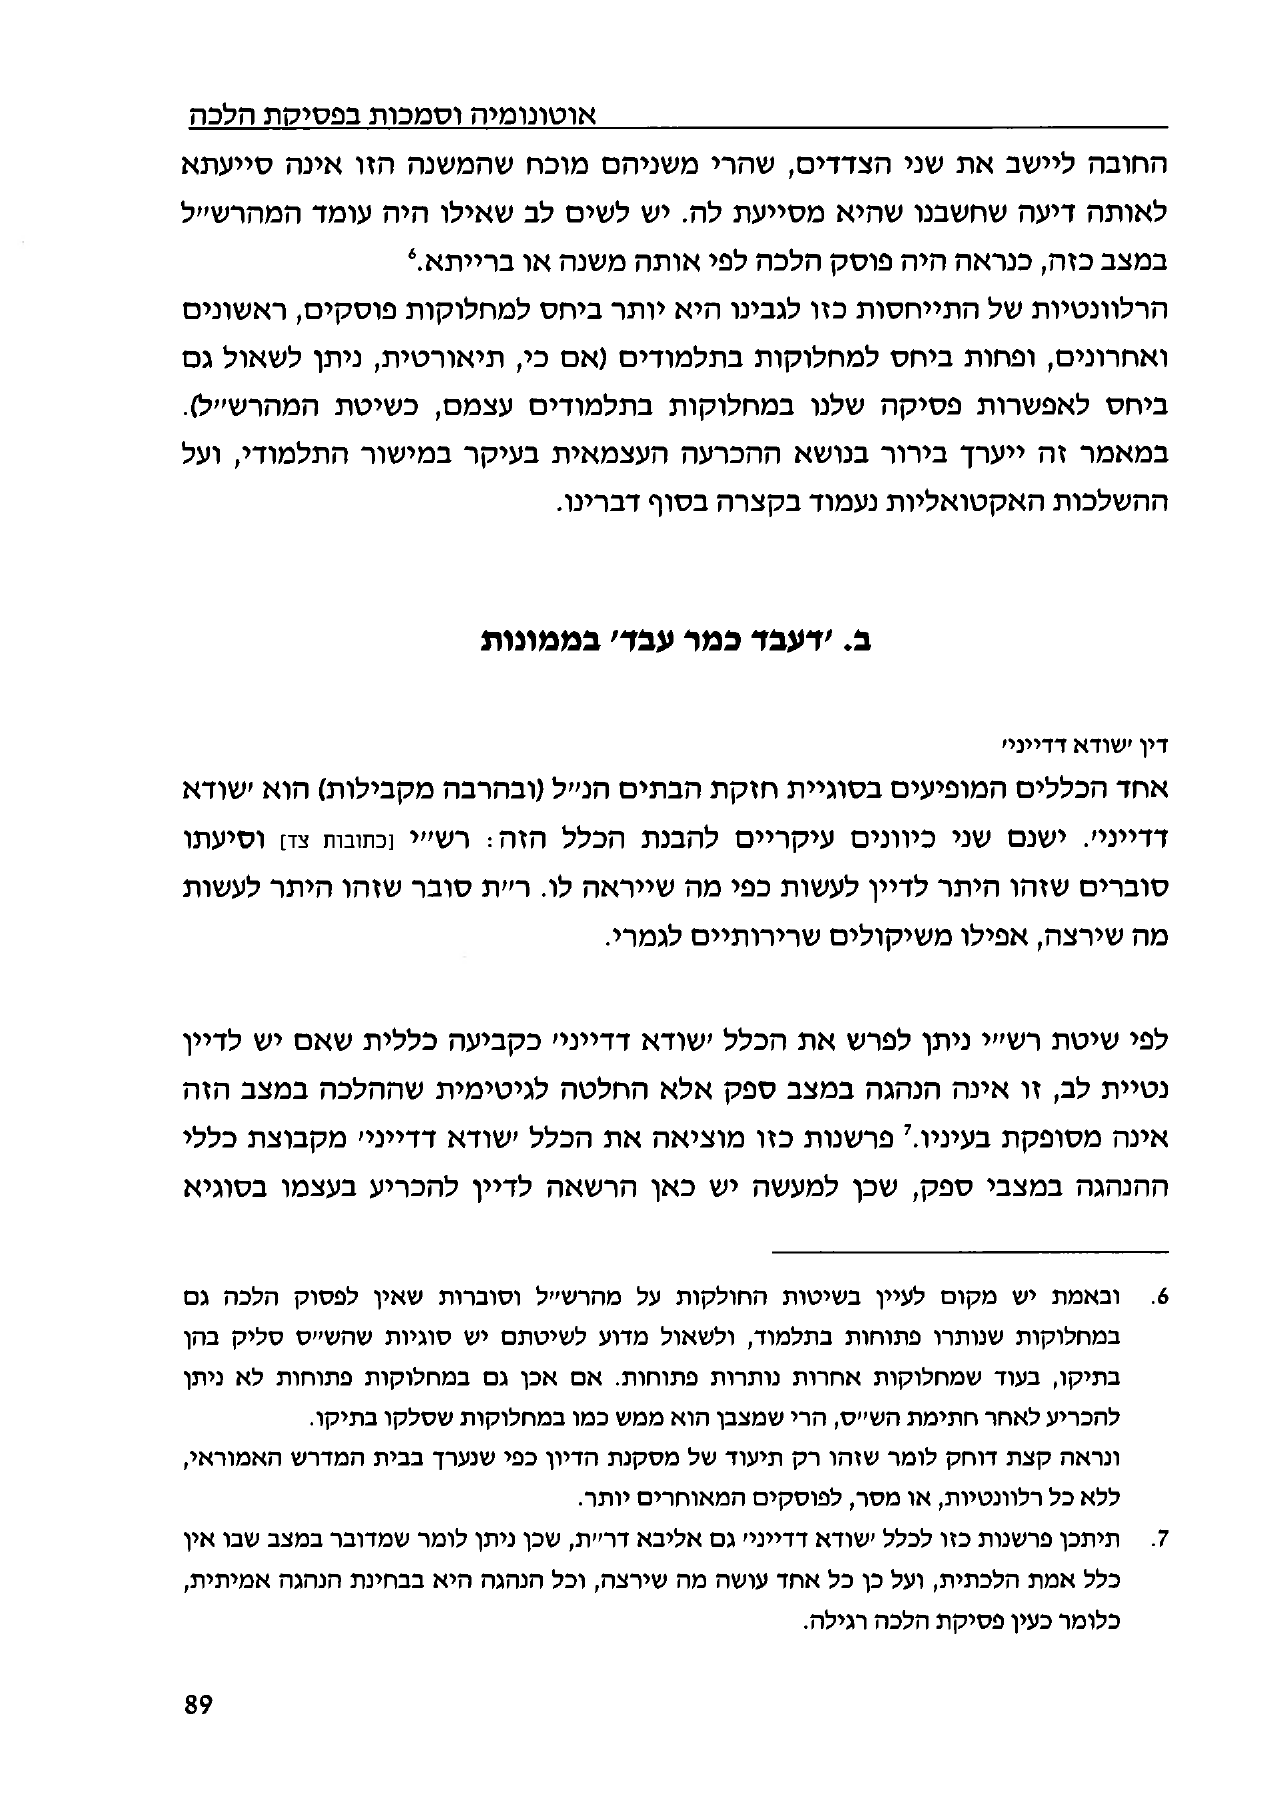 אוטונומיה וסמכות בפסיקת הלכה
החובה ליישב את שני הצדדים, שהרי משניהם מוכח שהמשנה הזו אינה סייעתא
לאותה דיעה שחשבנו שהיא מסייעת לה. יש לשים לב שאילו היה עומד המהרש״ל
במצב כזה, כנראה היה פוסק הלכה לפי אותה משנה או ברייתא.6
הרלוונטיות של התייחסות כזו לגבינו היא יותר ביחס למחלוקות פוסקים, ראשונים
ואחרונים, ופחות ביחס למחלוקות בתלמודים (אם כי, תיאורטית, ניתן לשאול גם
ביחס לאפשרות פסיקה שלנו במחלוקות בתלמודים עצמם, כשיטת המהרש״ל).
במאמר זה ייערך בירור בנושא ההכרעה העצמאית בעיקר במישור התלמודי, ועל
ההשלכות האקטואליות נעמוד בקצרה בסוף דברינו.
ב. ׳דעבד כמר עבד׳ בממונות
דין ׳שודא דדייני׳
אחד הכללים המופיעים בסוגיית חזקת הבתים הנ״ל (ובהרבה מקבילות) הוא ׳שודא
דדייני׳. ישנם שני כיוונים עיקריים להבנת הכלל הזה: רש״י [כתובות צד] וסיעתו
סוברים שזהו היתר לדיין לעשות כפי מה שייראה לו. ר״ת סובר שזהו היתר לעשות
מה שירצה, אפילו משיקולים שרירותיים לגמרי.
לפי שיטת רש״י ניתן לפרש את הכלל ׳שודא דדייני׳ כקביעה כללית שאם יש לדיין
נטיית לב, זו אינה הנהגה במצב ספק אלא החלטה לגיטימית שההלכה במצב הזה
אינה מסופקת בעיניו.7 פרשנות כזו מוציאה את הכלל ׳שודא דדייני׳ מקבוצת כללי
ההנהגה במצבי ספק, שכן למעשה יש כאן הרשאה לדיין להכריע בעצמו בסוגיא
6. ובאמת יש מקום לעיין בשיטות החולקות על מהרש״ל וסוברות שאין לפסוק הלכה גם
במחלוקות שנותרו פתוחות בתלמוד, ולשאול מדוע לשיטתם יש סוגיות שהש״ס סליק בהן
בתיקו, בעוד שמחלוקות אחרות נותרות פתוחות. אם אכן גם במחלוקות פתוחות לא ניתן
להכריע לאחר חתימת הש״ס, הרי שמצבן הוא ממש כמו במחלוקות שסלקו בתיקו.
ונראה קצת דוחק לומר שזהו רק תיעוד של מסקנת הדיון כפי שנערך בבית המדרש האמוראי,
ללא כל רלוונטיות, או מסר, לפוסקים המאוחרים יותר.
7. תיתכן פרשנות כזו לכלל ׳שודא דדייני׳ גם אליבא דר״ת, שכן ניתן לומר שמדובר במצב שבו אין
כלל אמת הלכתית, ועל כן כל אחד עושה מה שירצה, וכל הנהגה היא בבחינת הנהגה אמיתית,
כלומר כעין פסיקת הלכה רגילה.
89